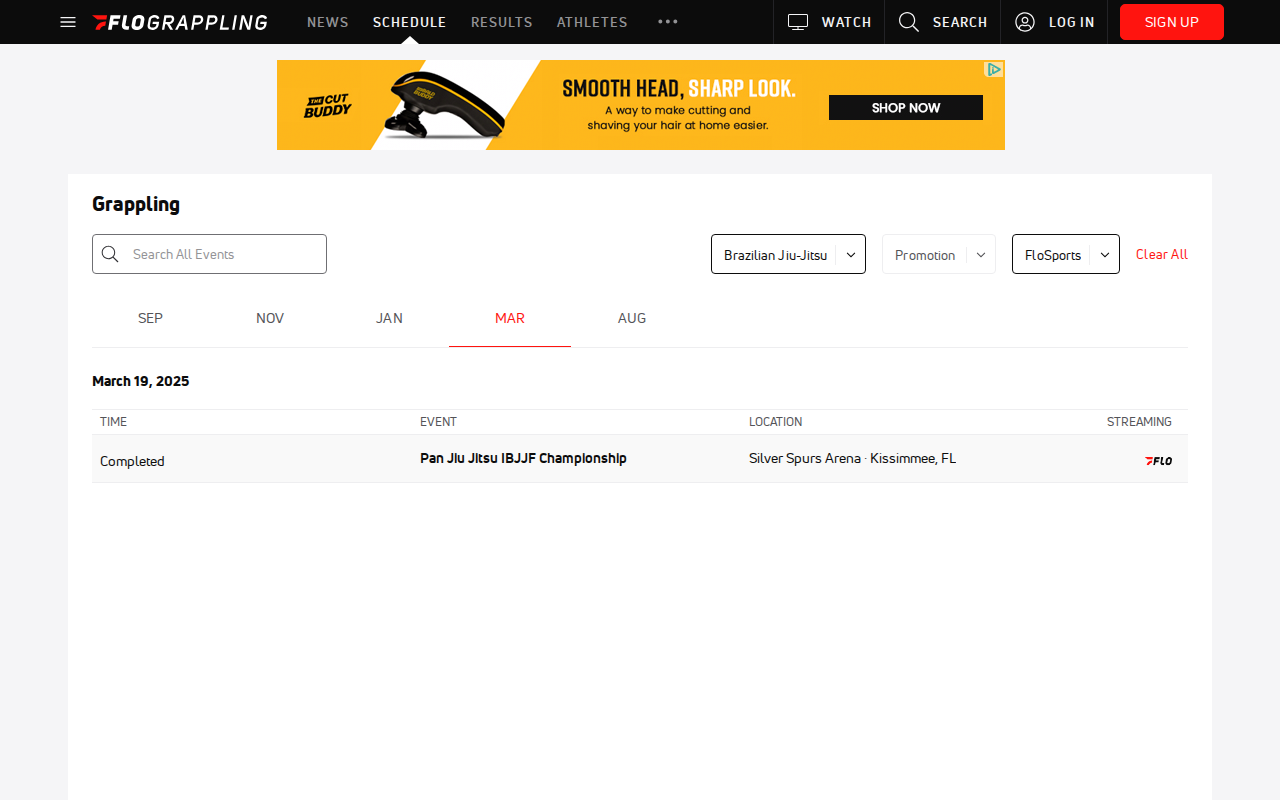 FLOGRAPPLING
NEWS
SCHEDULE
RESULTS
ATHLETES
WATCH
SEARCH
LOG IN
SIGN UP
THE CUT BUDDY
SMOOTH HEAD, SHARP LOOK.
A way to make cutting and
shaving your hair at home easier.
SHOP NOW
Grappling
Search All Events
Brazilian Jiu-Jitsu
Promotion
FloSports
Clear All
SEP
NOV
JAN
MAR
AUG
March 19, 2025
TIME
EVENT
LOCATION
STREAMING
Completed
Pan Jiu Jitsu IBJJF Championship
Silver Spurs Arena · Kissimmee, FL
FLO